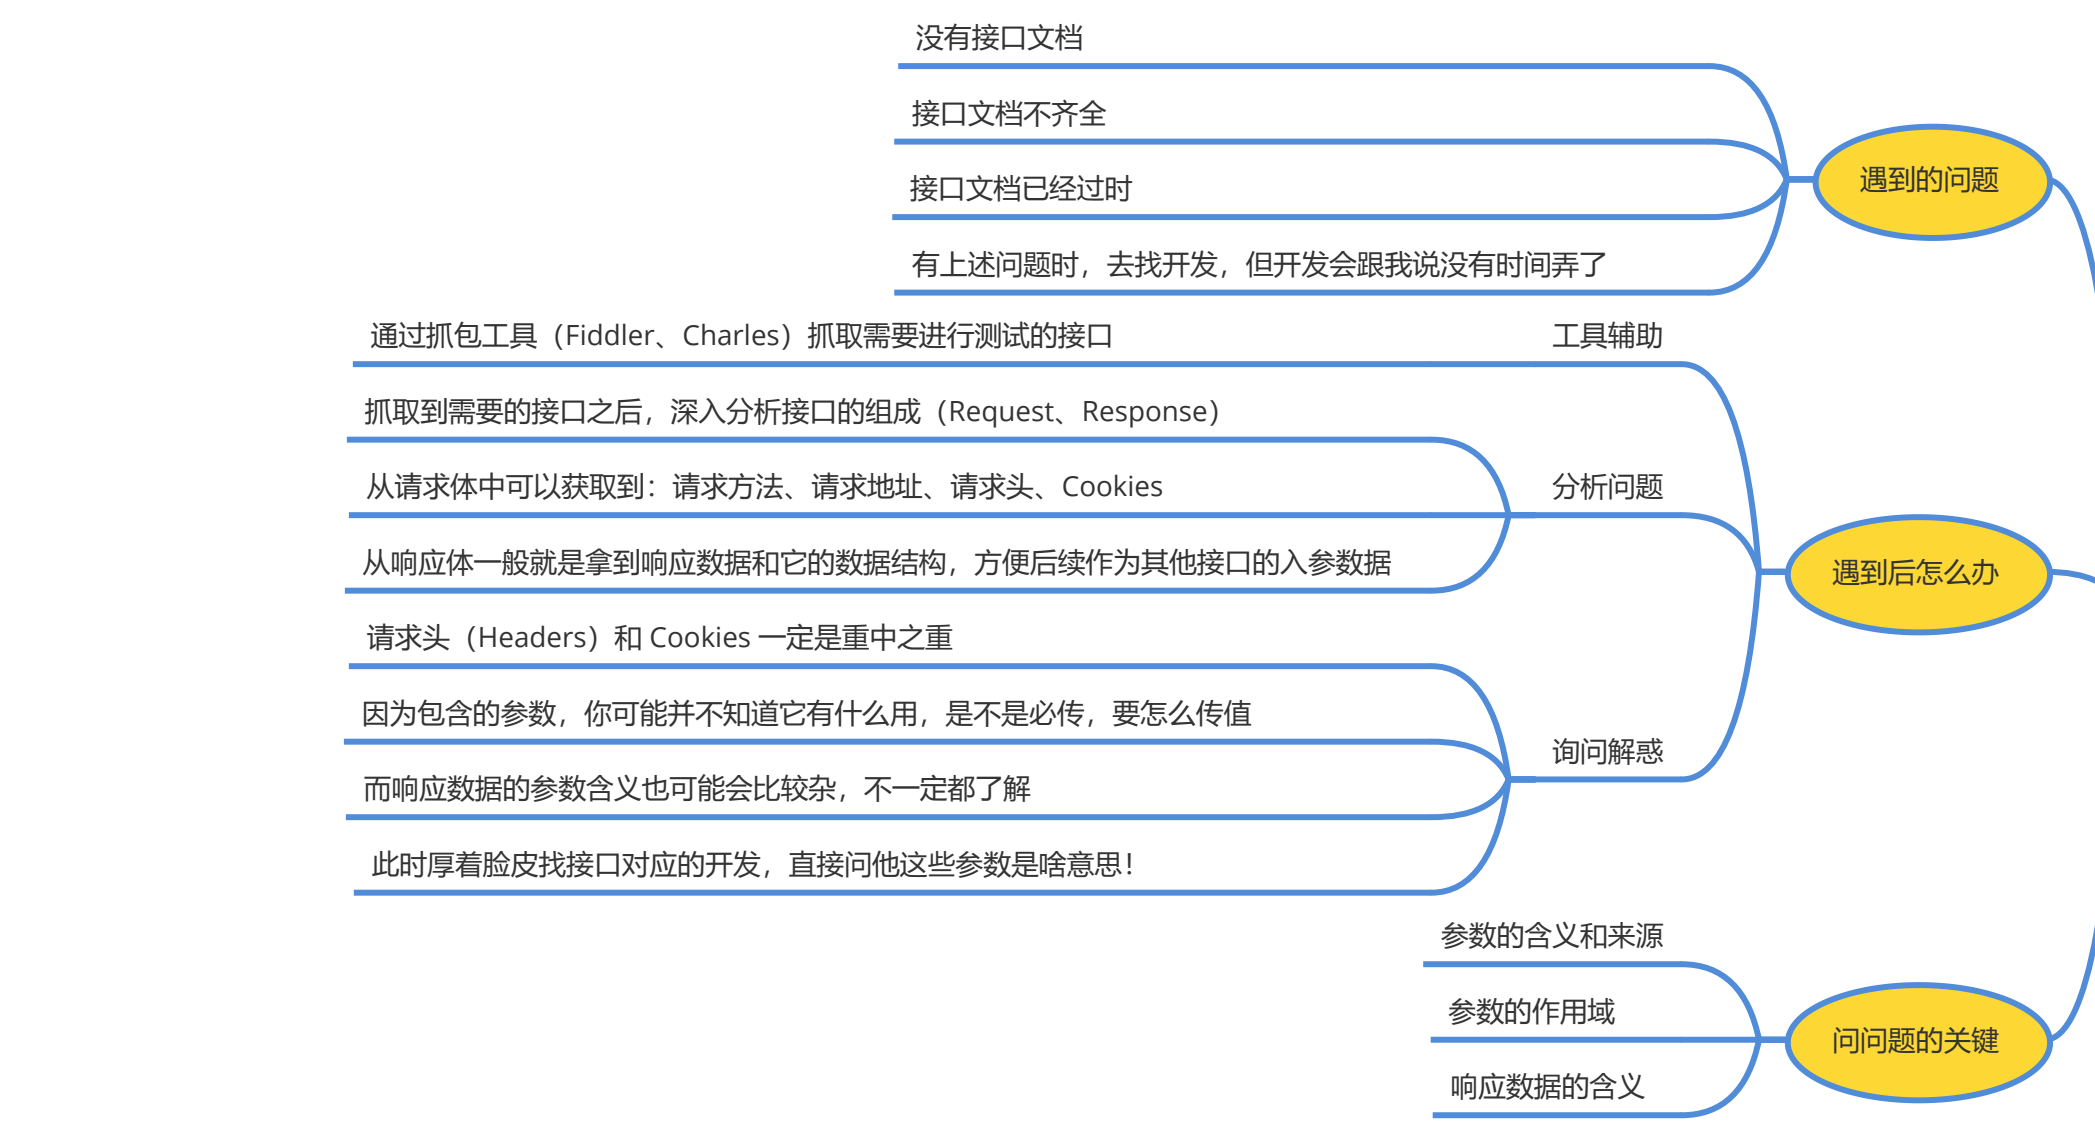 没有接口文档
接口文档不齐全
接口文档已经过时
有上述问题时，去找开发，但开发会跟我说没有时间弄了
遇到的问题
通过抓包工具（Fiddler、Charles）抓取需要进行测试的接口
工具辅助
抓取到需要的接口之后，深入分析接口的组成（Request、Response）
从请求体中可以获取到：请求方法、请求地址、请求头、Cookies
从响应体一般就是拿到响应数据和它的数据结构，方便后续作为其他接口的入参数据
分析问题
请求头（Headers）和 Cookies 一定是重中之重
因为包含的参数，你可能并不知道它有什么用，是不是必传，要怎么传值
而响应数据的参数含义也可能会比较杂，不一定都了解
此时厚着脸皮找接口对应的开发，直接问他这些参数是啥意思！
询问解惑
遇到后怎么办
参数的含义和来源
参数的作用域
响应数据的含义
问问题的关键